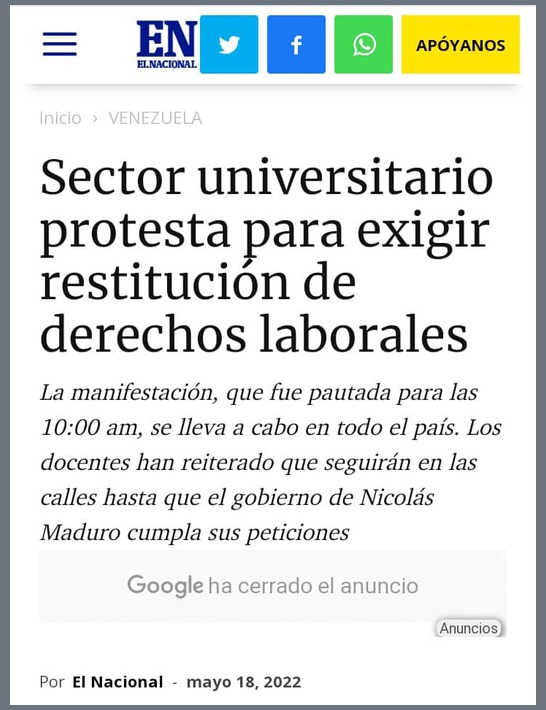 EN
EL NACIONAL
APÓYANOS
Inicio › VENEZUELA
Sector universitario
protesta para exigir
restitución de
derechos laborales
La manifestación, que fue pautada para las
10:00 am, se lleva a cabo en todo el país. Los
docentes han reiterado que seguirán en las
calles hasta que el gobierno de Nicolás
Maduro cumpla sus peticiones
Google ha cerrado el anuncio
Anuncios
Por El Nacional - mayo 18, 2022